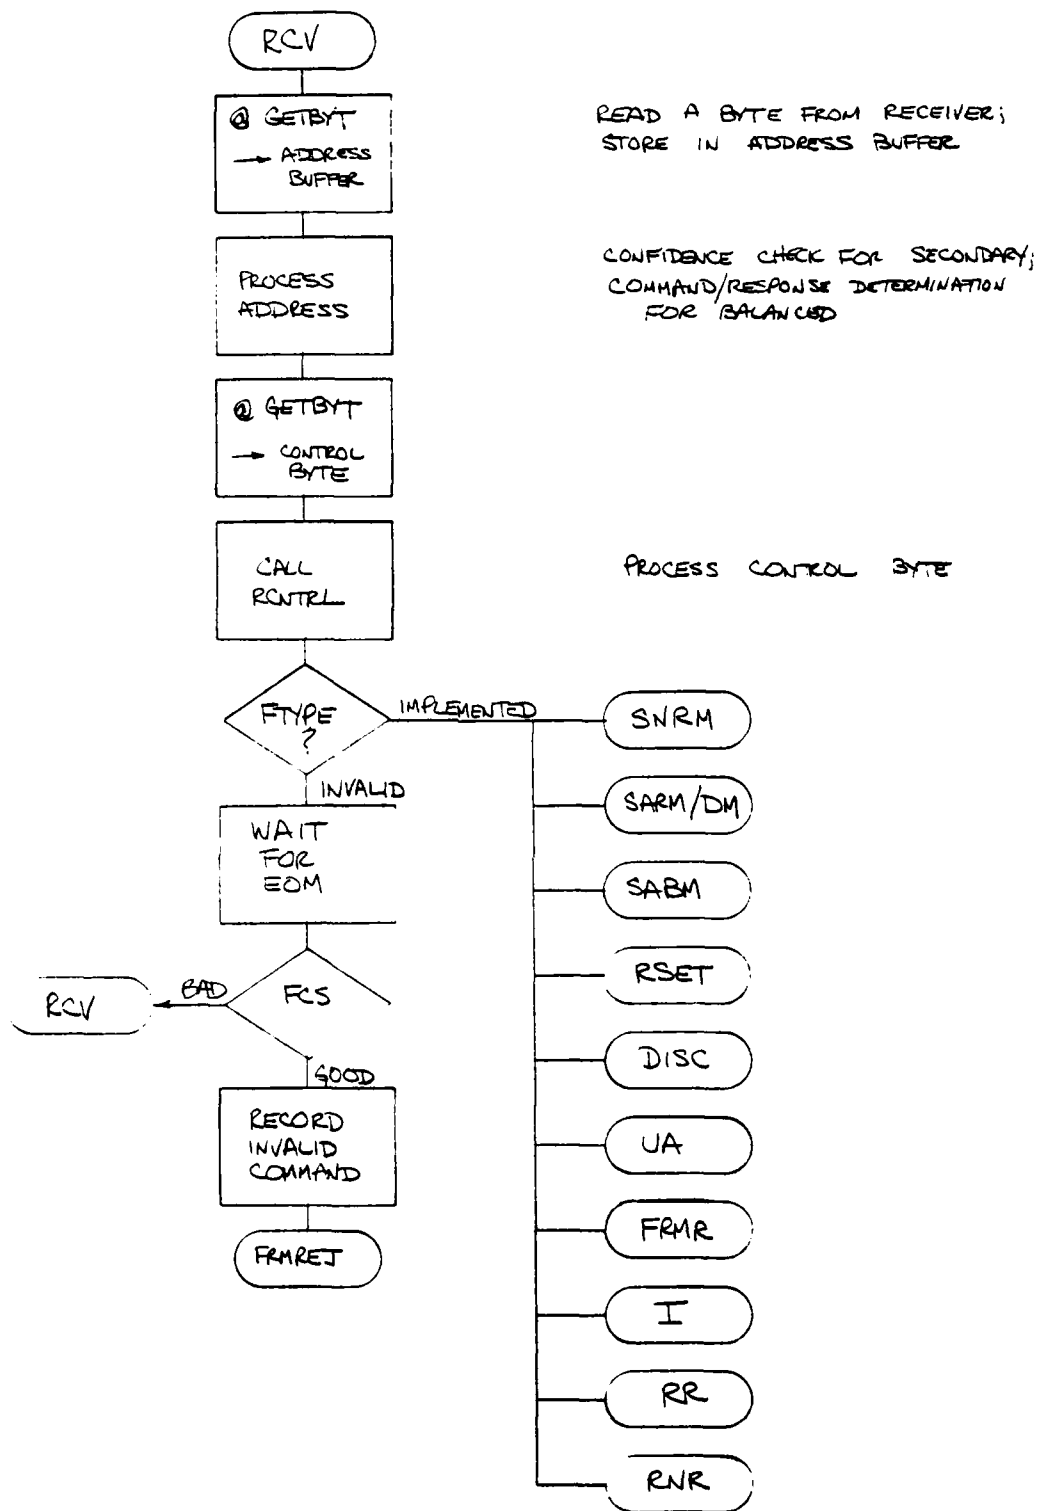 RCV
@ GETBYT
→ ADDRESS
BUFFER
READ A BYTE FROM RECEIVER;
STORE IN ADDRESS BUFFER
PROCESS
ADDRESS
CONFIDENCE CHECK FOR SECONDARY;
COMMAND/RESPONSE DETERMINATION
FOR BALANCED
@ GETBYT
→ CONTROL
BYTE
CALL
RCNTRL
PROCESS CONTROL BYTE
FTYPE
?
IMPLEMENTED
INVALID
SNRM
SARM/DM
SABM
RSET
DISC
UA
FRMR
I
RR
RNR
WAIT
FOR
EOM
FCS
BAD
RCV
GOOD
RECORD
INVALID
COMMAND
FRMREJ